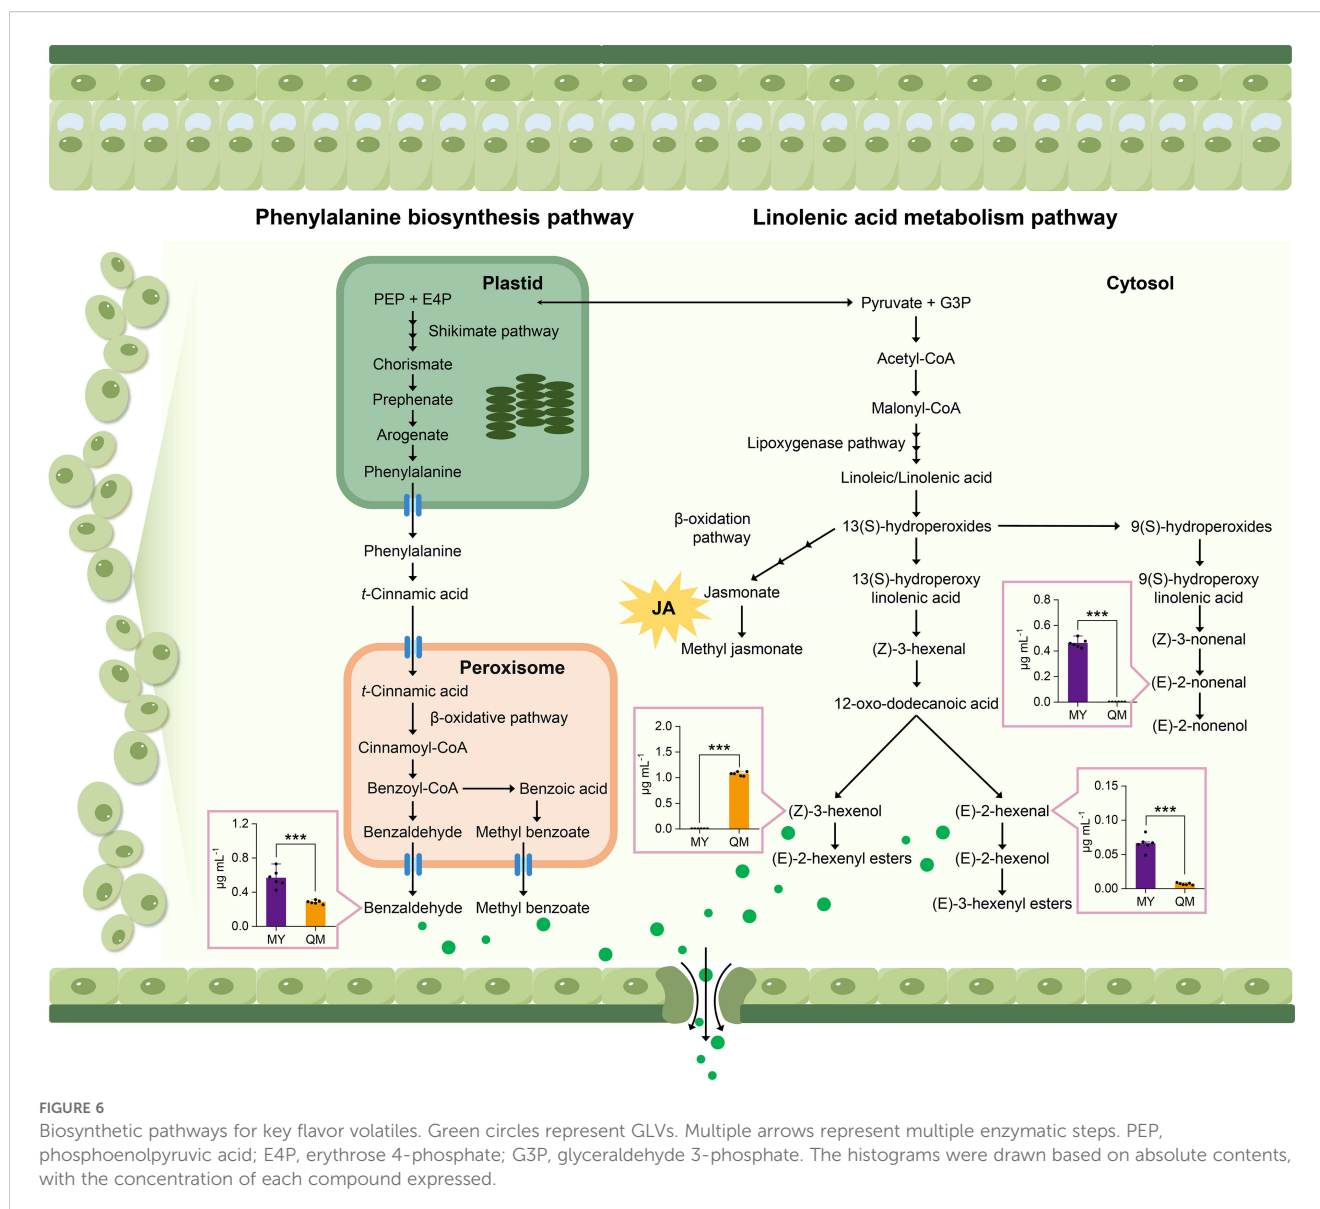 Phenylalanine biosynthesis pathway
Linolenic acid metabolism pathway
Plastid
PEP + E4P
Shikimate pathway
Chorismate
Prephenate
Arogenate
Phenylalanine
Phenylalanine
t-Cinnamic acid
Peroxisome
t-Cinnamic acid
β-oxidative pathway
Cinnamoyl-CoA
Benzoyl-CoA
Benzoic acid
Benzaldehyde
Methyl benzoate
Benzaldehyde
Methyl benzoate
1.2
0.8
0.4
0.0
µg mL⁻¹
***
MY
QM
Cytosol
Pyruvate + G3P
Acetyl-CoA
Malonyl-CoA
Lipoxygenase pathway
Linoleic/Linolenic acid
β-oxidation
pathway
13(S)-hydroperoxides
9(S)-hydroperoxides
JA
Jasmonate
Methyl jasmonate
13(S)-hydroperoxy
linolenic acid
(Z)-3-hexenal
12-oxo-dodecanoic acid
9(S)-hydroperoxy
linolenic acid
(Z)-3-nonenal
(E)-2-nonenal
(E)-2-nonenol
0.8
0.6
0.4
0.2
0.0
µg mL⁻¹
***
MY
QM
2.0
1.5
1.0
0.5
0.0
µg mL⁻¹
***
MY
QM
(Z)-3-hexenol
(E)-2-hexenyl esters
(E)-2-hexenal
(E)-2-hexenol
(E)-3-hexenyl esters
0.15
0.10
0.05
0.00
µg mL⁻¹
***
MY
QM
FIGURE 6
Biosynthetic pathways for key flavor volatiles. Green circles represent GLVs. Multiple arrows represent multiple enzymatic steps. PEP,
phosphoenolpyruvic acid; E4P, erythrose 4-phosphate; G3P, glyceraldehyde 3-phosphate. The histograms were drawn based on absolute contents,
with the concentration of each compound expressed.